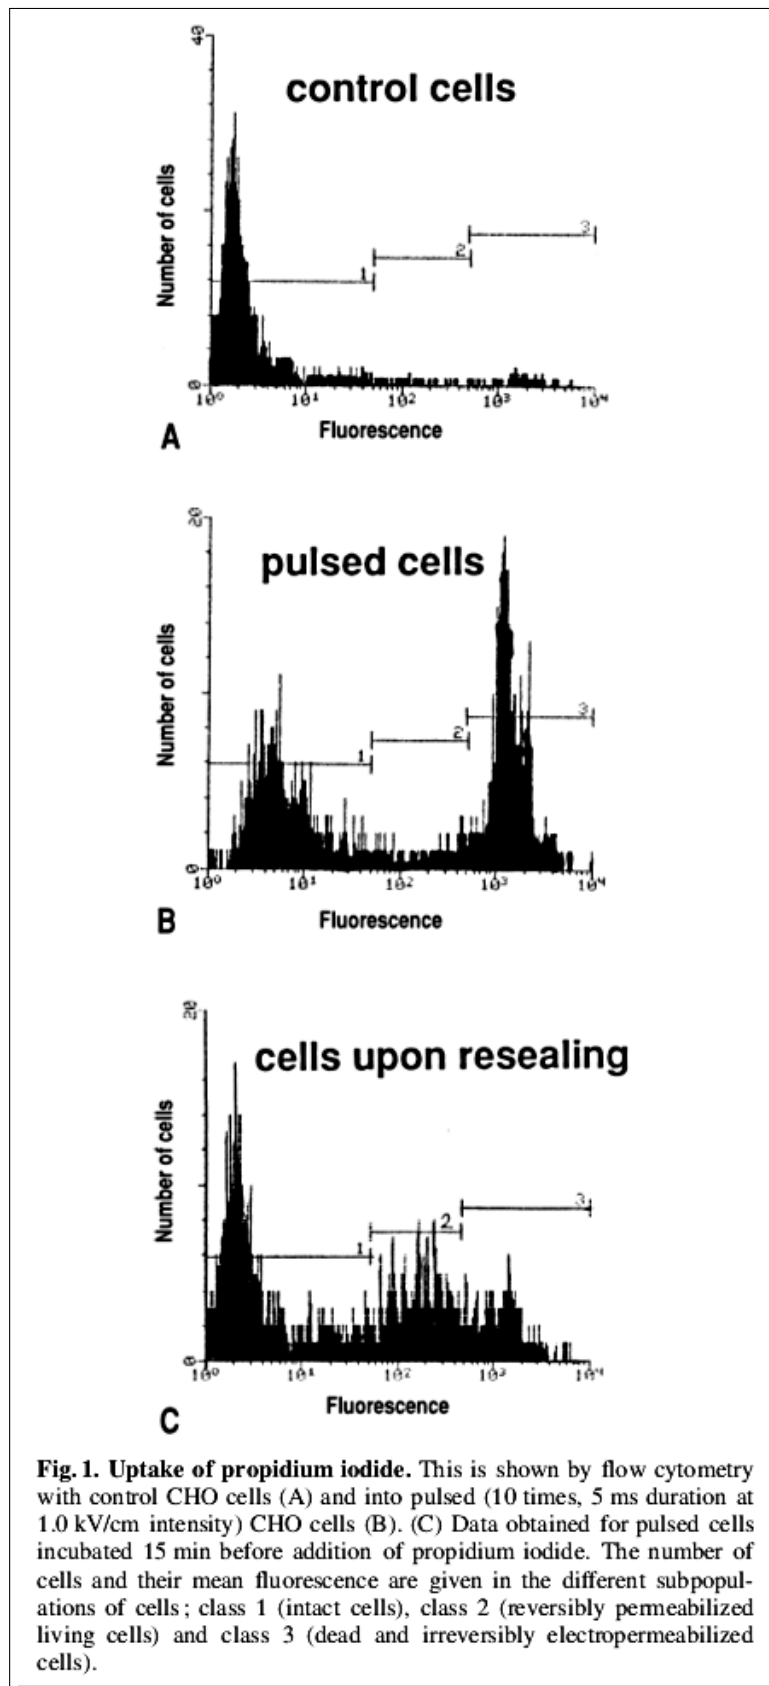 40
control cells
Number of cells
1
2
3
0
10⁰ 10¹ 10² 10³ 10⁴
Fluorescence
A
20
pulsed cells
Number of cells
1
2
3
0
10⁰ 10¹ 10² 10³ 10⁴
Fluorescence
B
20
cells upon resealing
Number of cells
1
2
3
0
10⁰ 10¹ 10² 10³ 10⁴
Fluorescence
C
Fig. 1. Uptake of propidium iodide. This is shown by flow cytometry
with control CHO cells (A) and into pulsed (10 times, 5 ms duration at
1.0 kV/cm intensity) CHO cells (B). (C) Data obtained for pulsed cells
incubated 15 min before addition of propidium iodide. The number of
cells and their mean fluorescence are given in the different subpopul-
ations of cells; class 1 (intact cells), class 2 (reversibly permeabilized
living cells) and class 3 (dead and irreversibly electropermeabilized
cells).